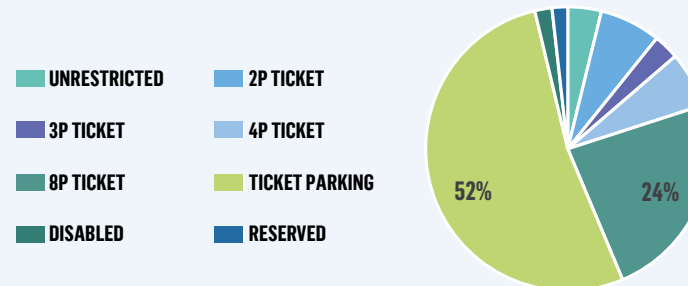 UNRESTRICTED
2P TICKET
3P TICKET
4P TICKET
8P TICKET
TICKET PARKING
DISABLED
RESERVED
52%
24%